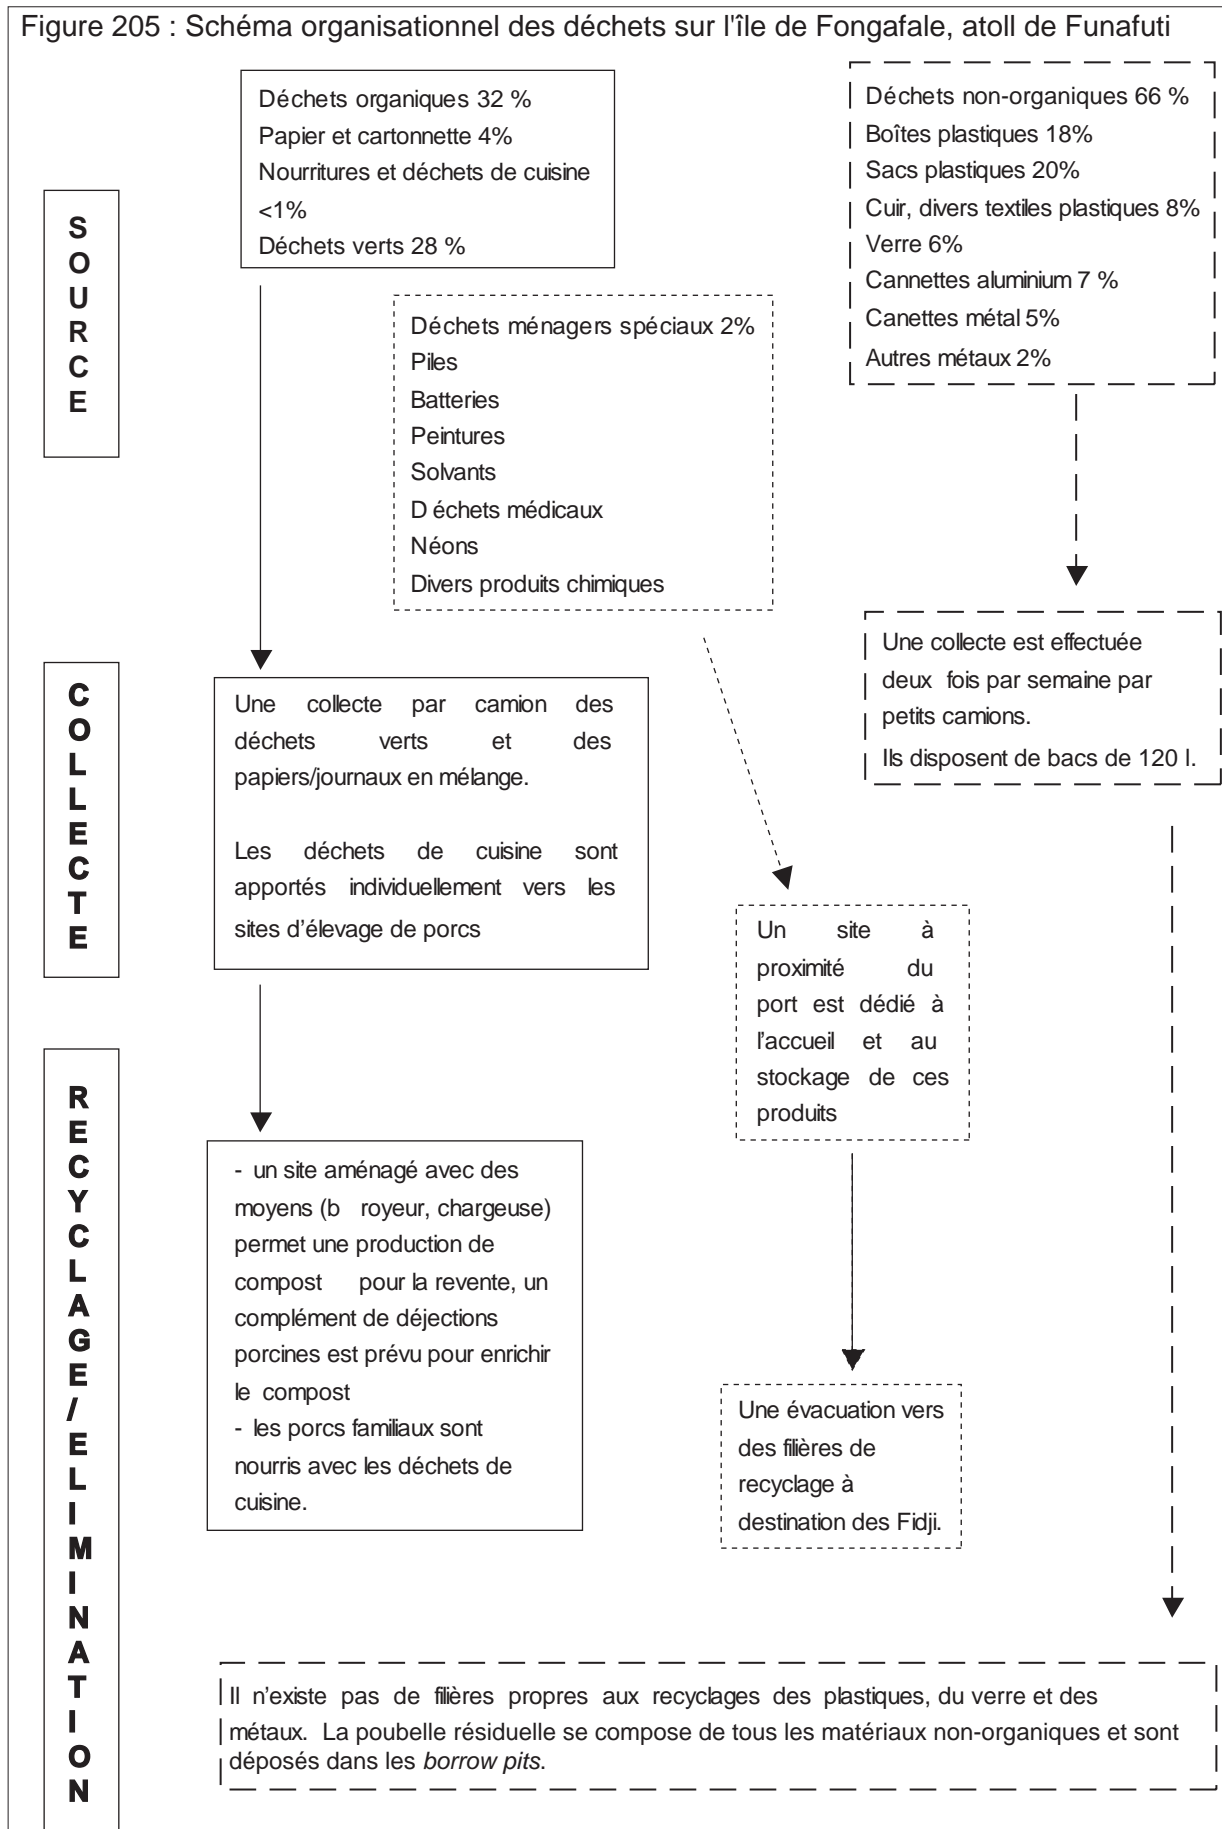 Figure 205 : Schéma organisationnel des déchets sur l'île de Fongafale, atoll de Funafuti
SOURCE
Déchets organiques 32 %
Papier et cartonnette 4%
Nourritures et déchets de cuisine
<1%
Déchets verts 28 %
Déchets ménagers spéciaux 2%
Piles
Batteries
Peintures
Solvants
D échets médicaux
Néons
Divers produits chimiques
Déchets non-organiques 66 %
Boîtes plastiques 18%
Sacs plastiques 20%
Cuir, divers textiles plastiques 8%
Verre 6%
Cannettes aluminium 7 %
Canettes métal 5%
Autres métaux 2%
COLLECTE
Une collecte par camion des
déchets verts et des
papiers/journaux en mélange.
Les déchets de cuisine sont
apportés individuellement vers les
sites d'élevage de porcs
Un site à
proximité du
port est dédié à
l'accueil et au
stockage de ces
produits
Une collecte est effectuée
deux fois par semaine par
petits camions.
Ils disposent de bacs de 120 l.
RECYCLAGE/ELIMINATION
- un site aménagé avec des
moyens (b royeur, chargeuse)
permet une production de
compost pour la revente, un
complément de déjections
porcines est prévu pour enrichir
le compost
- les porcs familiaux sont
nourris avec les déchets de
cuisine.
Une évacuation vers
des filières de
recyclage à
destination des Fidji.
Il n'existe pas de filières propres aux recyclages des plastiques, du verre et des
métaux. La poubelle résiduelle se compose de tous les matériaux non-organiques et sont
déposés dans les borrow pits.